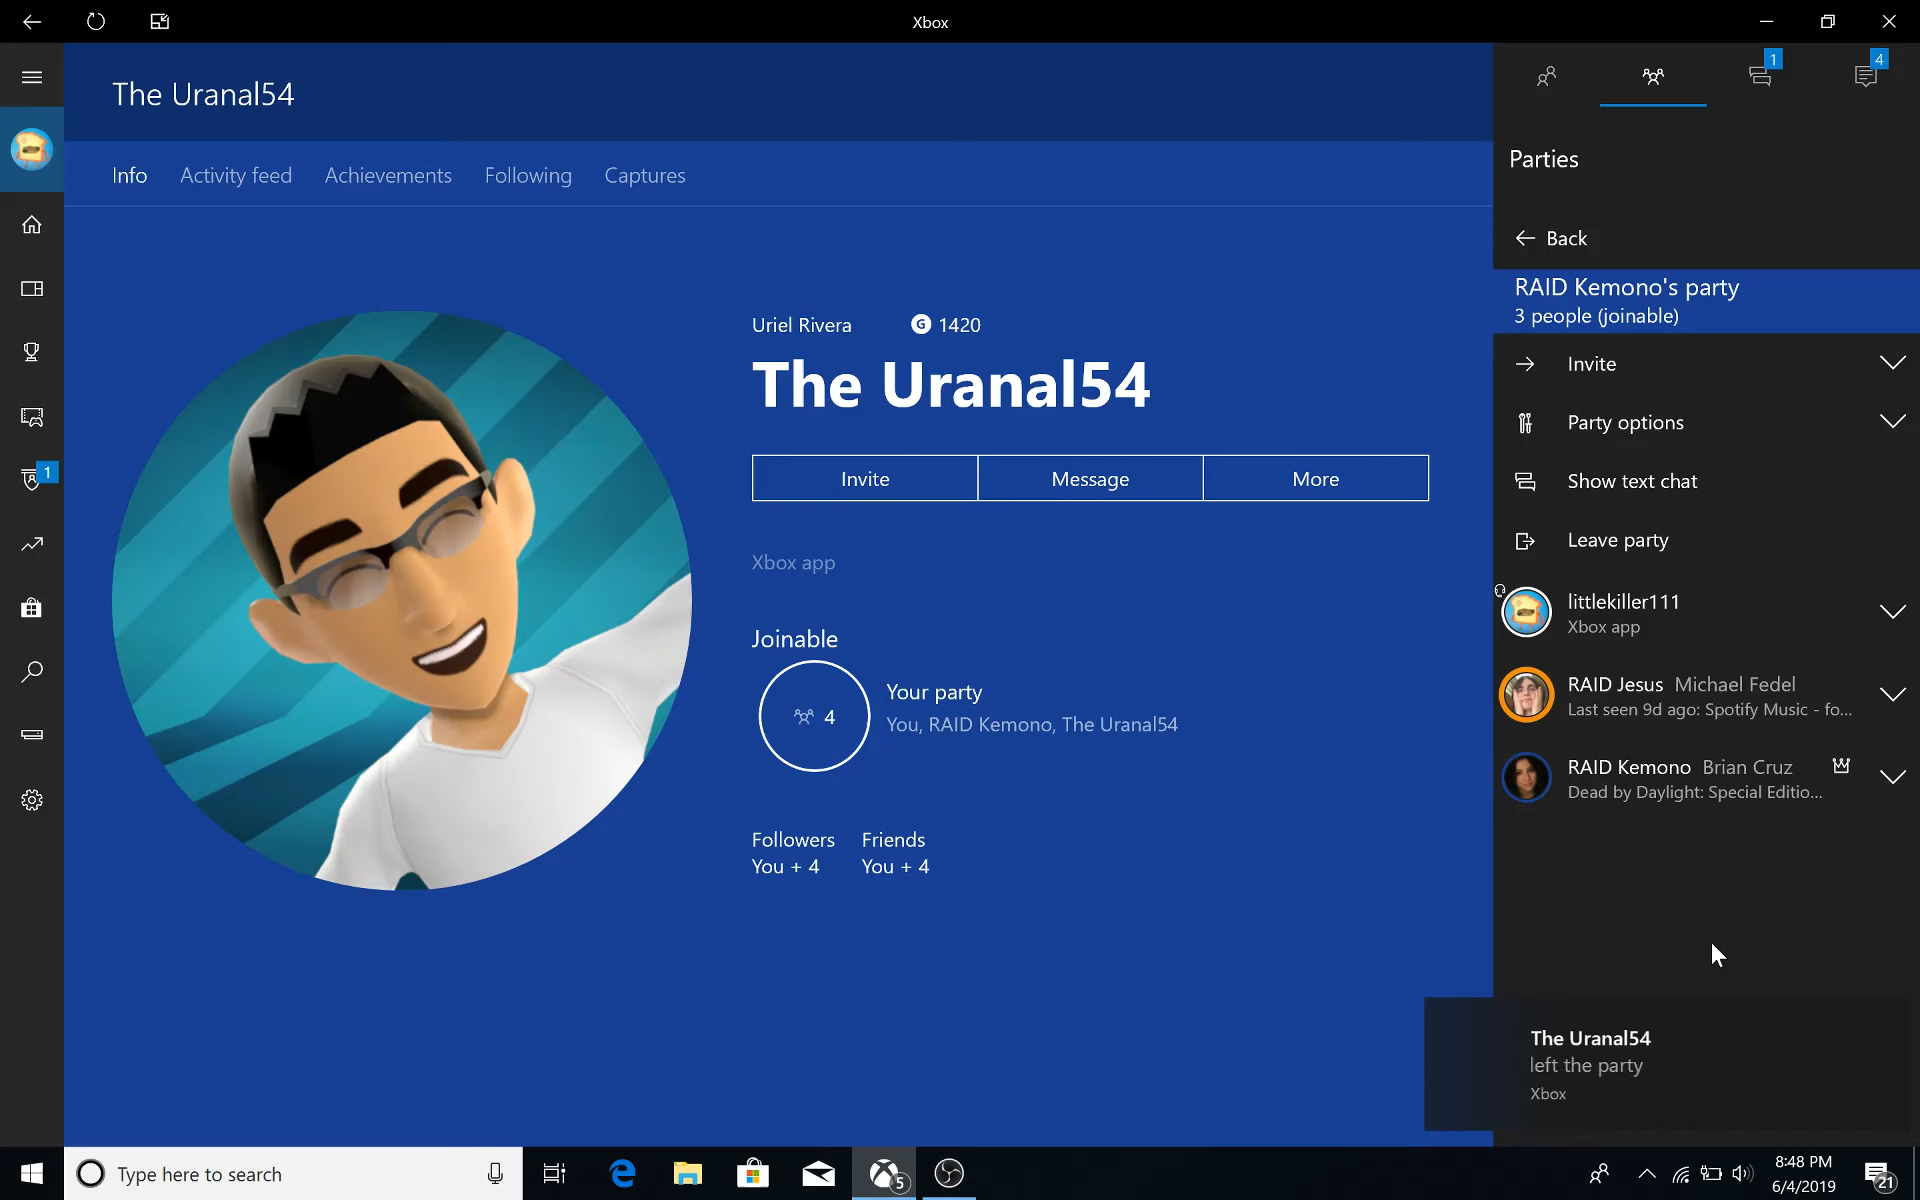 Xbox
The Uranal54
Info Activity feed Achievements Following Captures
Uriel Rivera G 1420
The Uranal54
Invite Message More
Xbox app
Joinable
4
Your party
You, RAID Kemono, The Uranal54
Followers Friends
You + 4 You + 4
1
1
4
Parties
Back
RAID Kemono's party
3 people (joinable)
Invite
Party options
Show text chat
Leave party
littlekiller111
Xbox app
RAID Jesus Michael Fedel
Last seen 9d ago: Spotify Music - fo...
RAID Kemono Brian Cruz
Dead by Daylight: Special Editio...
The Uranal54
left the party
Xbox
Type here to search
5
8:48 PM
6/4/2019
21